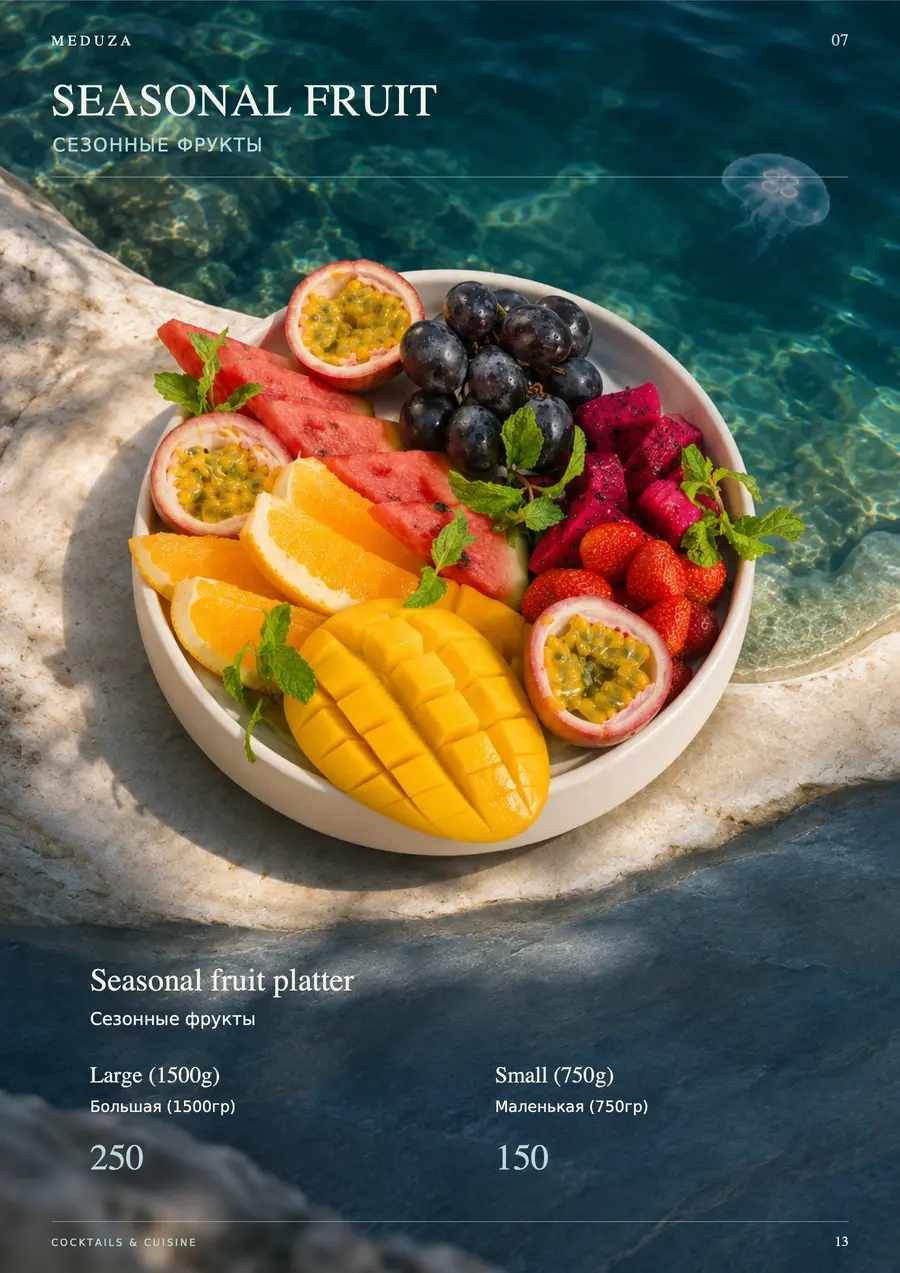 MEDUZA
07
SEASONAL FRUIT
СЕЗОННЫЕ ФРУКТЫ
Seasonal fruit platter
Сезонные фрукты
Large (1500g)
Большая (1500гр)
250
Small (750g)
Маленькая (750гр)
150
COCKTAILS & CUISINE
13